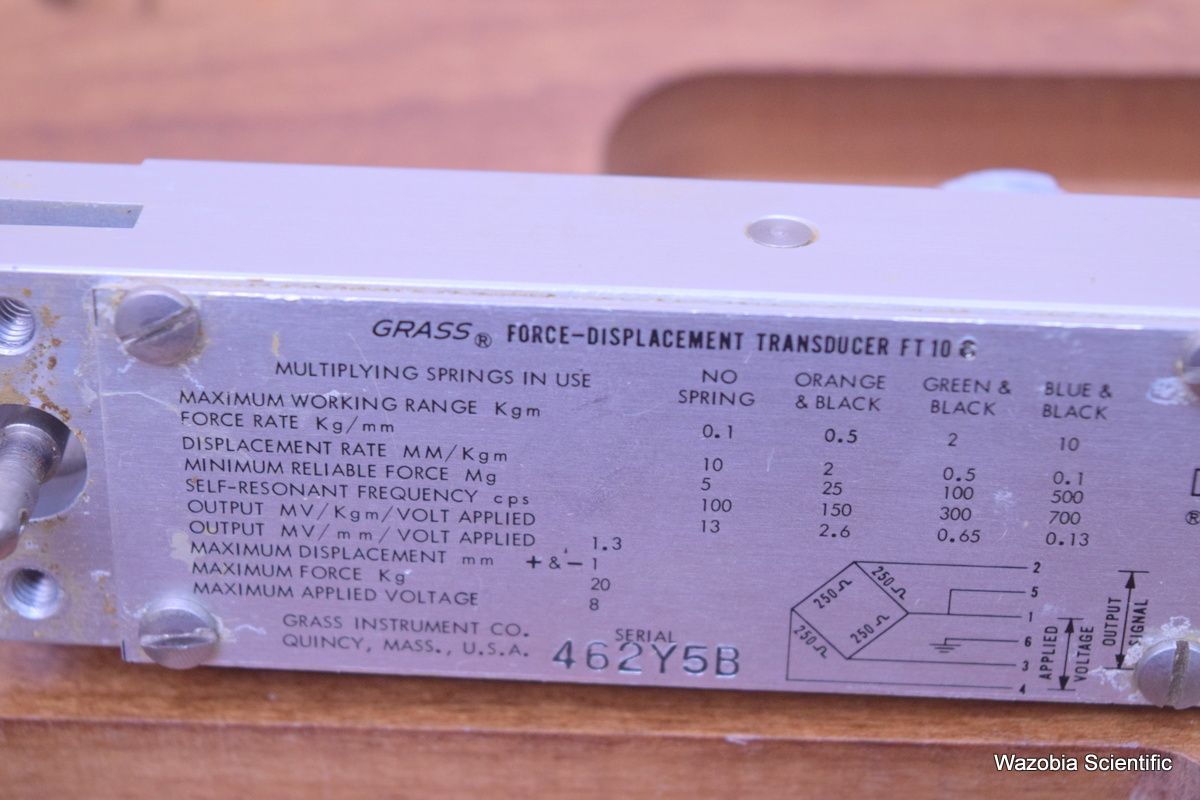 GRASS® FORCE-DISPLACEMENT TRANSDUCER FT 10
MULTIPLYING SPRINGS IN USE NO SPRING ORANGE & BLACK GREEN & BLACK BLUE & BLACK
MAXIMUM WORKING RANGE Kgm
FORCE RATE Kg/mm 0.1 0.5 2 10
DISPLACEMENT RATE MM/Kgm 10 2 0.5 0.1
MINIMUM RELIABLE FORCE Mg 5 25 100 500
SELF-RESONANT FREQUENCY cps 100 150 300 700
OUTPUT MV/Kgm/VOLT APPLIED 13 2.6 0.65 0.13
OUTPUT MV/mm/VOLT APPLIED 1.3
MAXIMUM DISPLACEMENT mm +&- 1
MAXIMUM FORCE Kg 20
MAXIMUM APPLIED VOLTAGE 8
GRASS INSTRUMENT CO.
QUINCY, MASS., U.S.A.
SERIAL
462Y5B
250Ω 250Ω
250Ω 250Ω
2
5
1
6
3
4
APPLIED
VOLTAGE
OUTPUT
SIGNAL
®
Wazobia Scientific